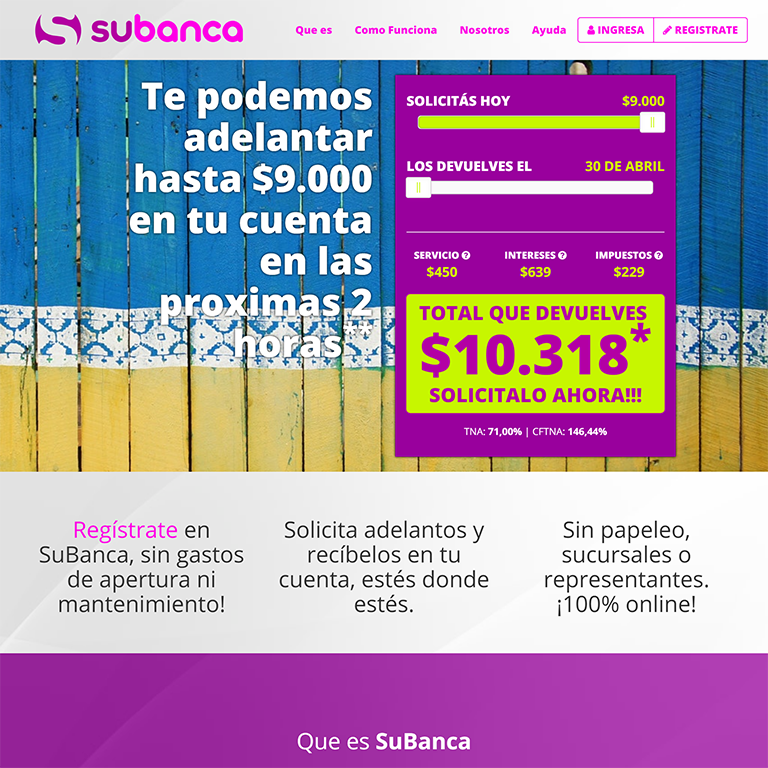 subanca
Que es
Como Funciona
Nosotros
Ayuda
INGRESA
REGISTRATE
Te podemos
adelantar
hasta $9.000
en tu cuenta
en las
proximas 2
horas**
SOLICITÁS HOY $9.000
LOS DEVUELVES EL 30 DE ABRIL
SERVICIO INTERESES IMPUESTOS
$450 $639 $229
TOTAL QUE DEVUELVES
$10.318*
SOLICITALO AHORA!!!
TNA: 71,00% | CFTNA: 146,44%
Regístrate en
SuBanca, sin gastos
de apertura ni
mantenimiento!
Solicita adelantos y
recíbelos en tu
cuenta, estés donde
estés.
Sin papeleo,
sucursales o
representantes.
¡100% online!
Que es SuBanca